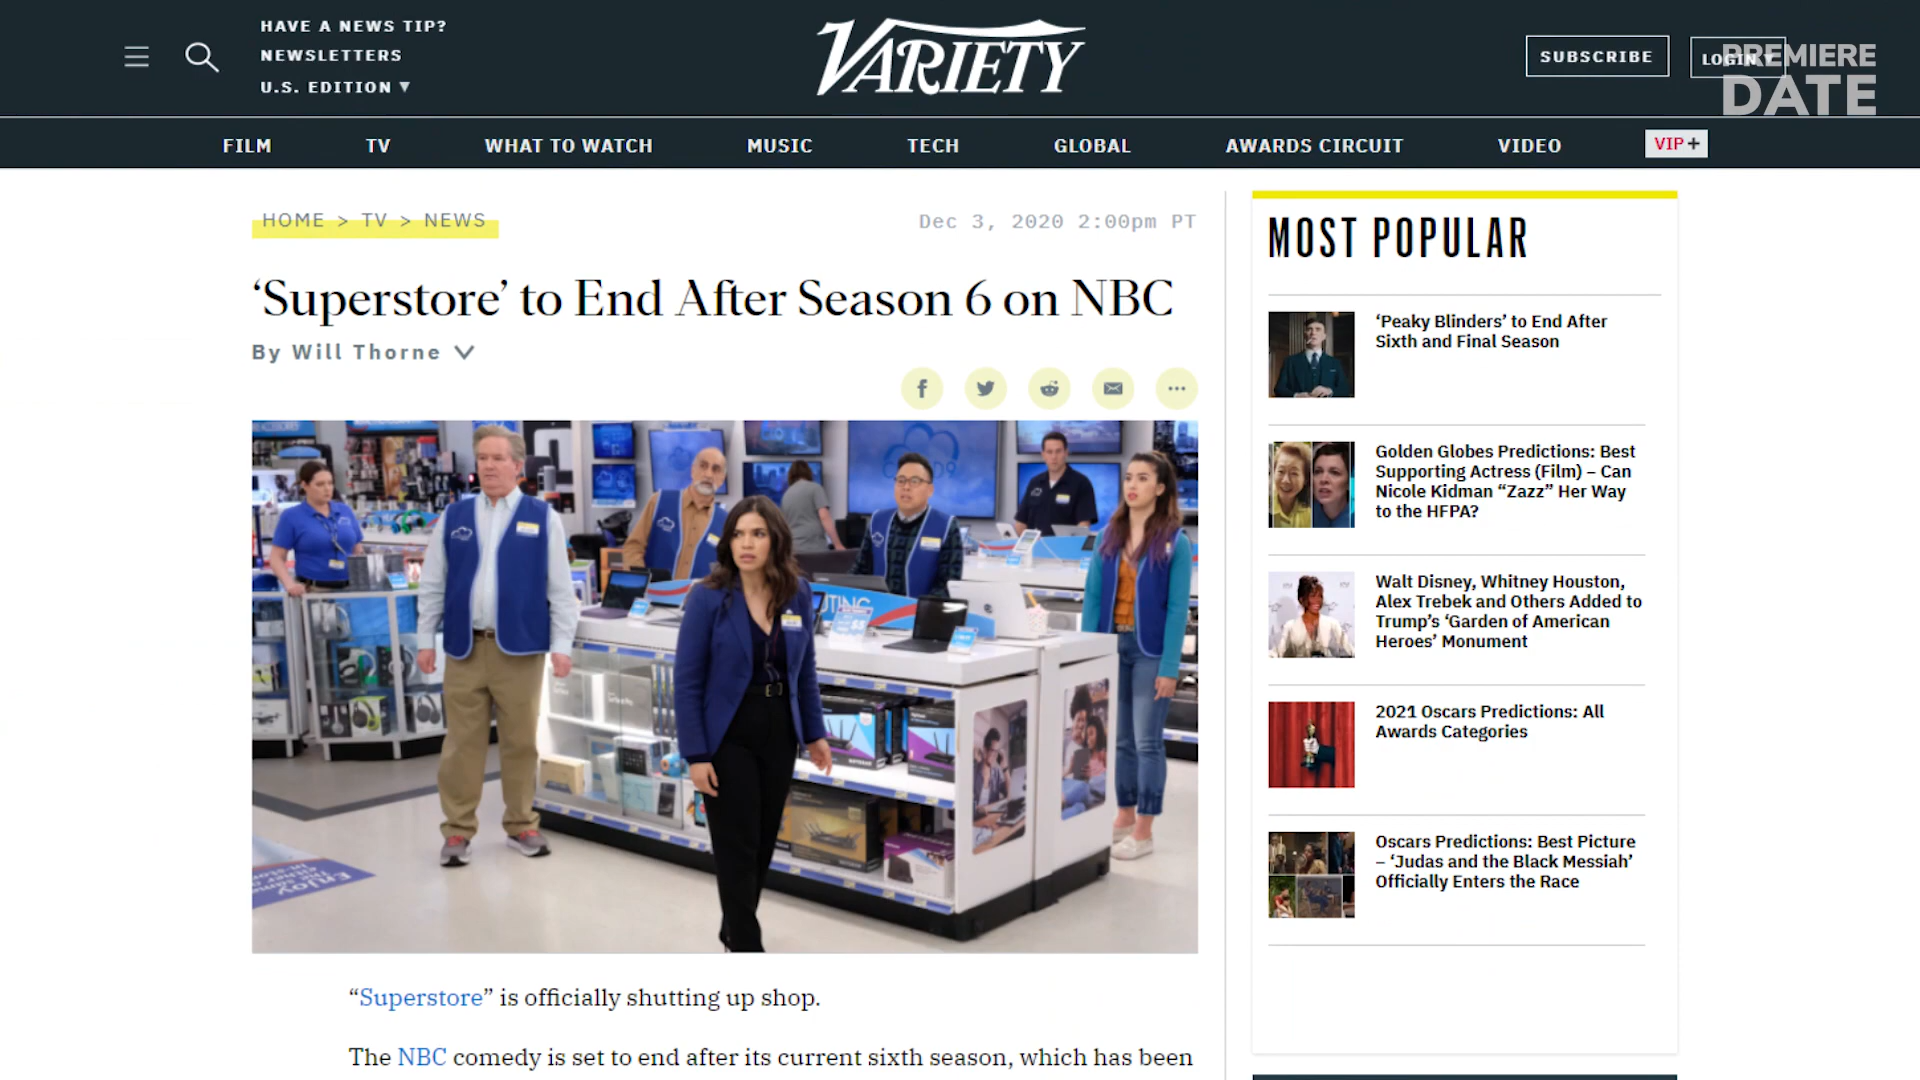 HAVE A NEWS TIP?
NEWSLETTERS
U.S. EDITION ▼
VARIETY
SUBSCRIBE
LOGIN
PREMIERE
DATE
FILM TV WHAT TO WATCH MUSIC TECH GLOBAL AWARDS CIRCUIT VIDEO VIP+
HOME > TV > NEWS
Dec 3, 2020 2:00pm PT
‘Superstore’ to End After Season 6 on NBC
By Will Thorne
“Superstore” is officially shutting up shop.
The NBC comedy is set to end after its current sixth season, which has been
MOST POPULAR
‘Peaky Blinders’ to End After
Sixth and Final Season
Golden Globes Predictions: Best
Supporting Actress (Film) – Can
Nicole Kidman “Zazz” Her Way
to the HFPA?
Walt Disney, Whitney Houston,
Alex Trebek and Others Added to
Trump’s ‘Garden of American
Heroes’ Monument
2021 Oscars Predictions: All
Awards Categories
Oscars Predictions: Best Picture
– ‘Judas and the Black Messiah’
Officially Enters the Race